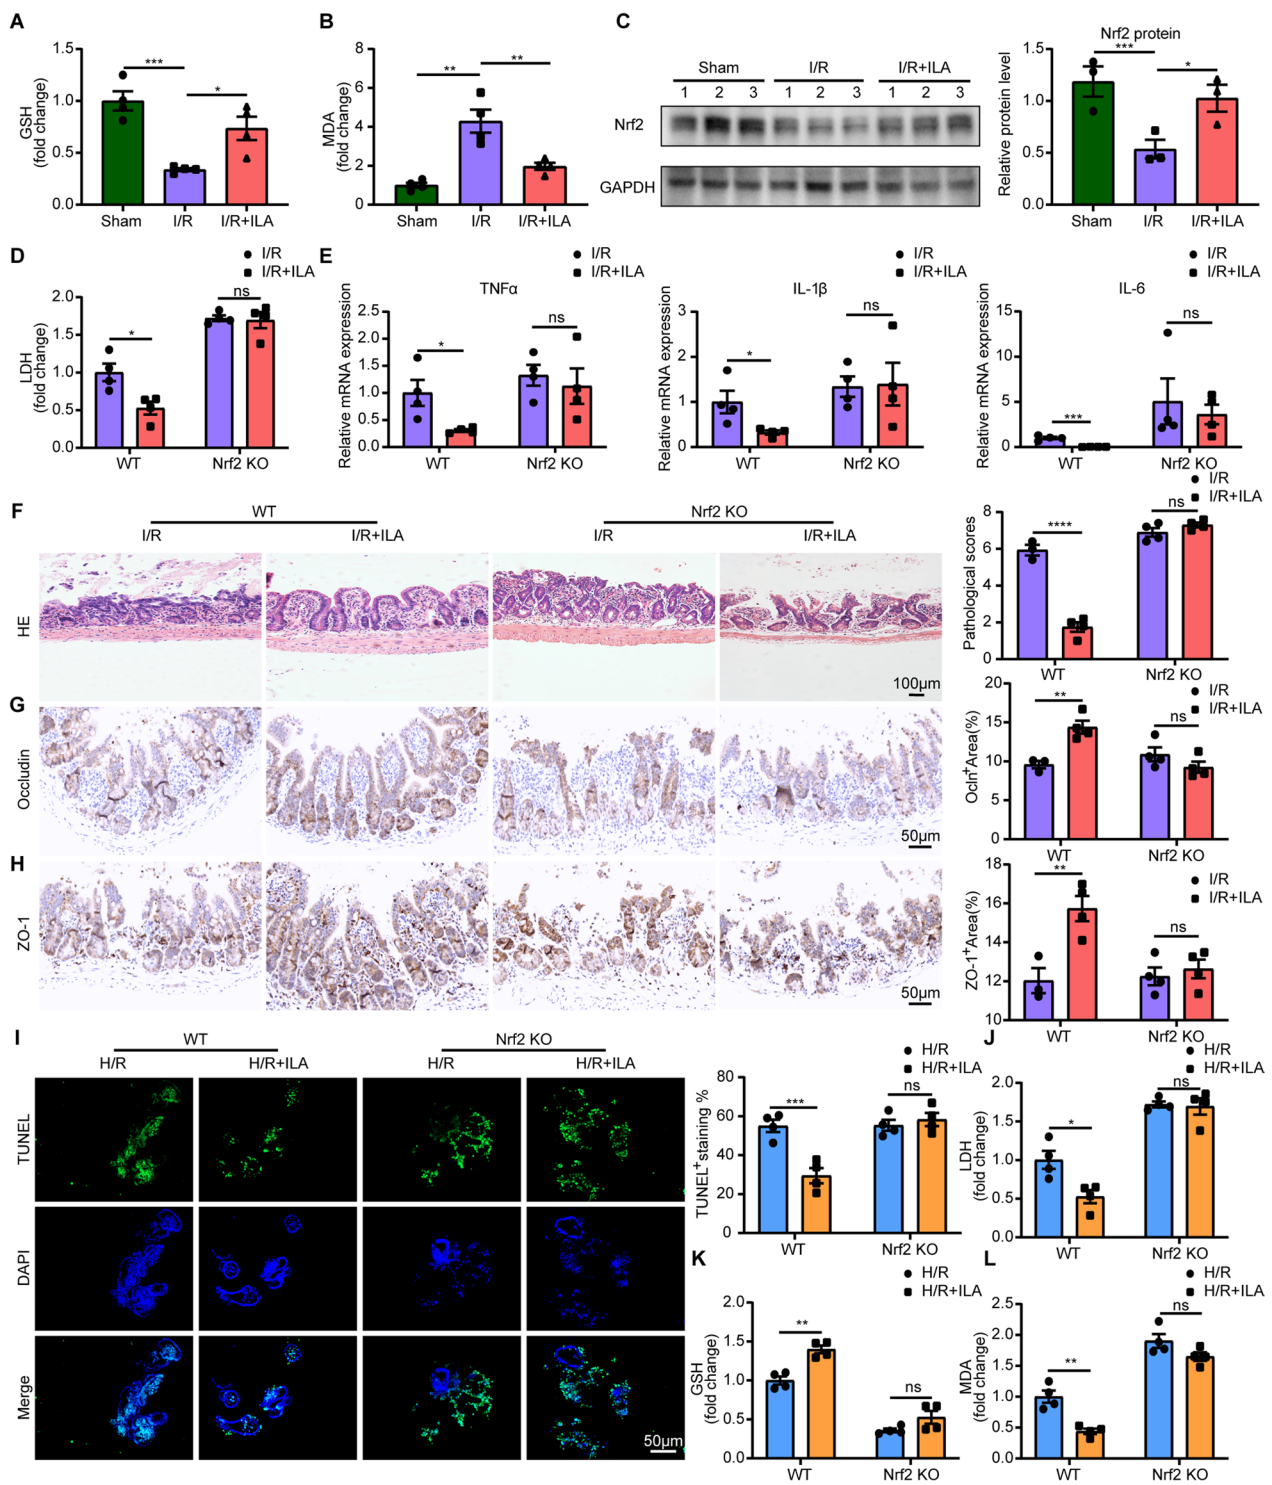 A
GSH
(fold change)
1.5
1.0
0.5
0.0
***
*
Sham
I/R
I/R+ILA
B
MDA
(fold change)
8
6
4
2
0
**
**
Sham
I/R
I/R+ILA
C
Sham
I/R
I/R+ILA
1 2 3 1 2 3 1 2 3
Nrf2
GAPDH
Nrf2 protein
Relative protein level
1.5
1.0
0.5
0.0
***
*
Sham
I/R
I/R+ILA
D
I/R
I/R+ILA
LDH
(fold change)
2.0
1.5
1.0
0.5
0.0
*
ns
WT
Nrf2 KO
E
I/R
I/R+ILA
TNFα
Relative mRNA expression
2.5
2.0
1.5
1.0
0.5
0.0
*
ns
WT
Nrf2 KO
I/R
I/R+ILA
IL-1β
Relative mRNA expression
3
2
1
0
*
ns
WT
Nrf2 KO
I/R
I/R+ILA
IL-6
Relative mRNA expression
15
10
5
0
***
ns
WT
Nrf2 KO
F
WT
Nrf2 KO
I/R
I/R+ILA
I/R
I/R+ILA
HE
100μm
I/R
I/R+ILA
Pathological scores
8
6
4
2
0
****
ns
WT
Nrf2 KO
G
Occludin
50μm
I/R
I/R+ILA
Ocln+Area(%)
20
15
10
5
0
**
ns
WT
Nrf2 KO
H
ZO-1
50μm
I/R
I/R+ILA
ZO-1+Area(%)
18
16
14
12
10
**
ns
WT
Nrf2 KO
I
WT
Nrf2 KO
H/R
H/R+ILA
H/R
H/R+ILA
TUNEL
DAPI
Merge
50μm
H/R
H/R+ILA
TUNEL+staining %
80
60
40
20
0
***
ns
WT
Nrf2 KO
J
H/R
H/R+ILA
LDH
(fold change)
2.0
1.5
1.0
0.5
0.0
*
ns
WT
Nrf2 KO
K
H/R
H/R+ILA
GSH
(fold change)
2.0
1.5
1.0
0.5
0.0
**
ns
WT
Nrf2 KO
L
H/R
H/R+ILA
MDA
(fold change)
2.5
2.0
1.5
1.0
0.5
0.0
**
ns
WT
Nrf2 KO